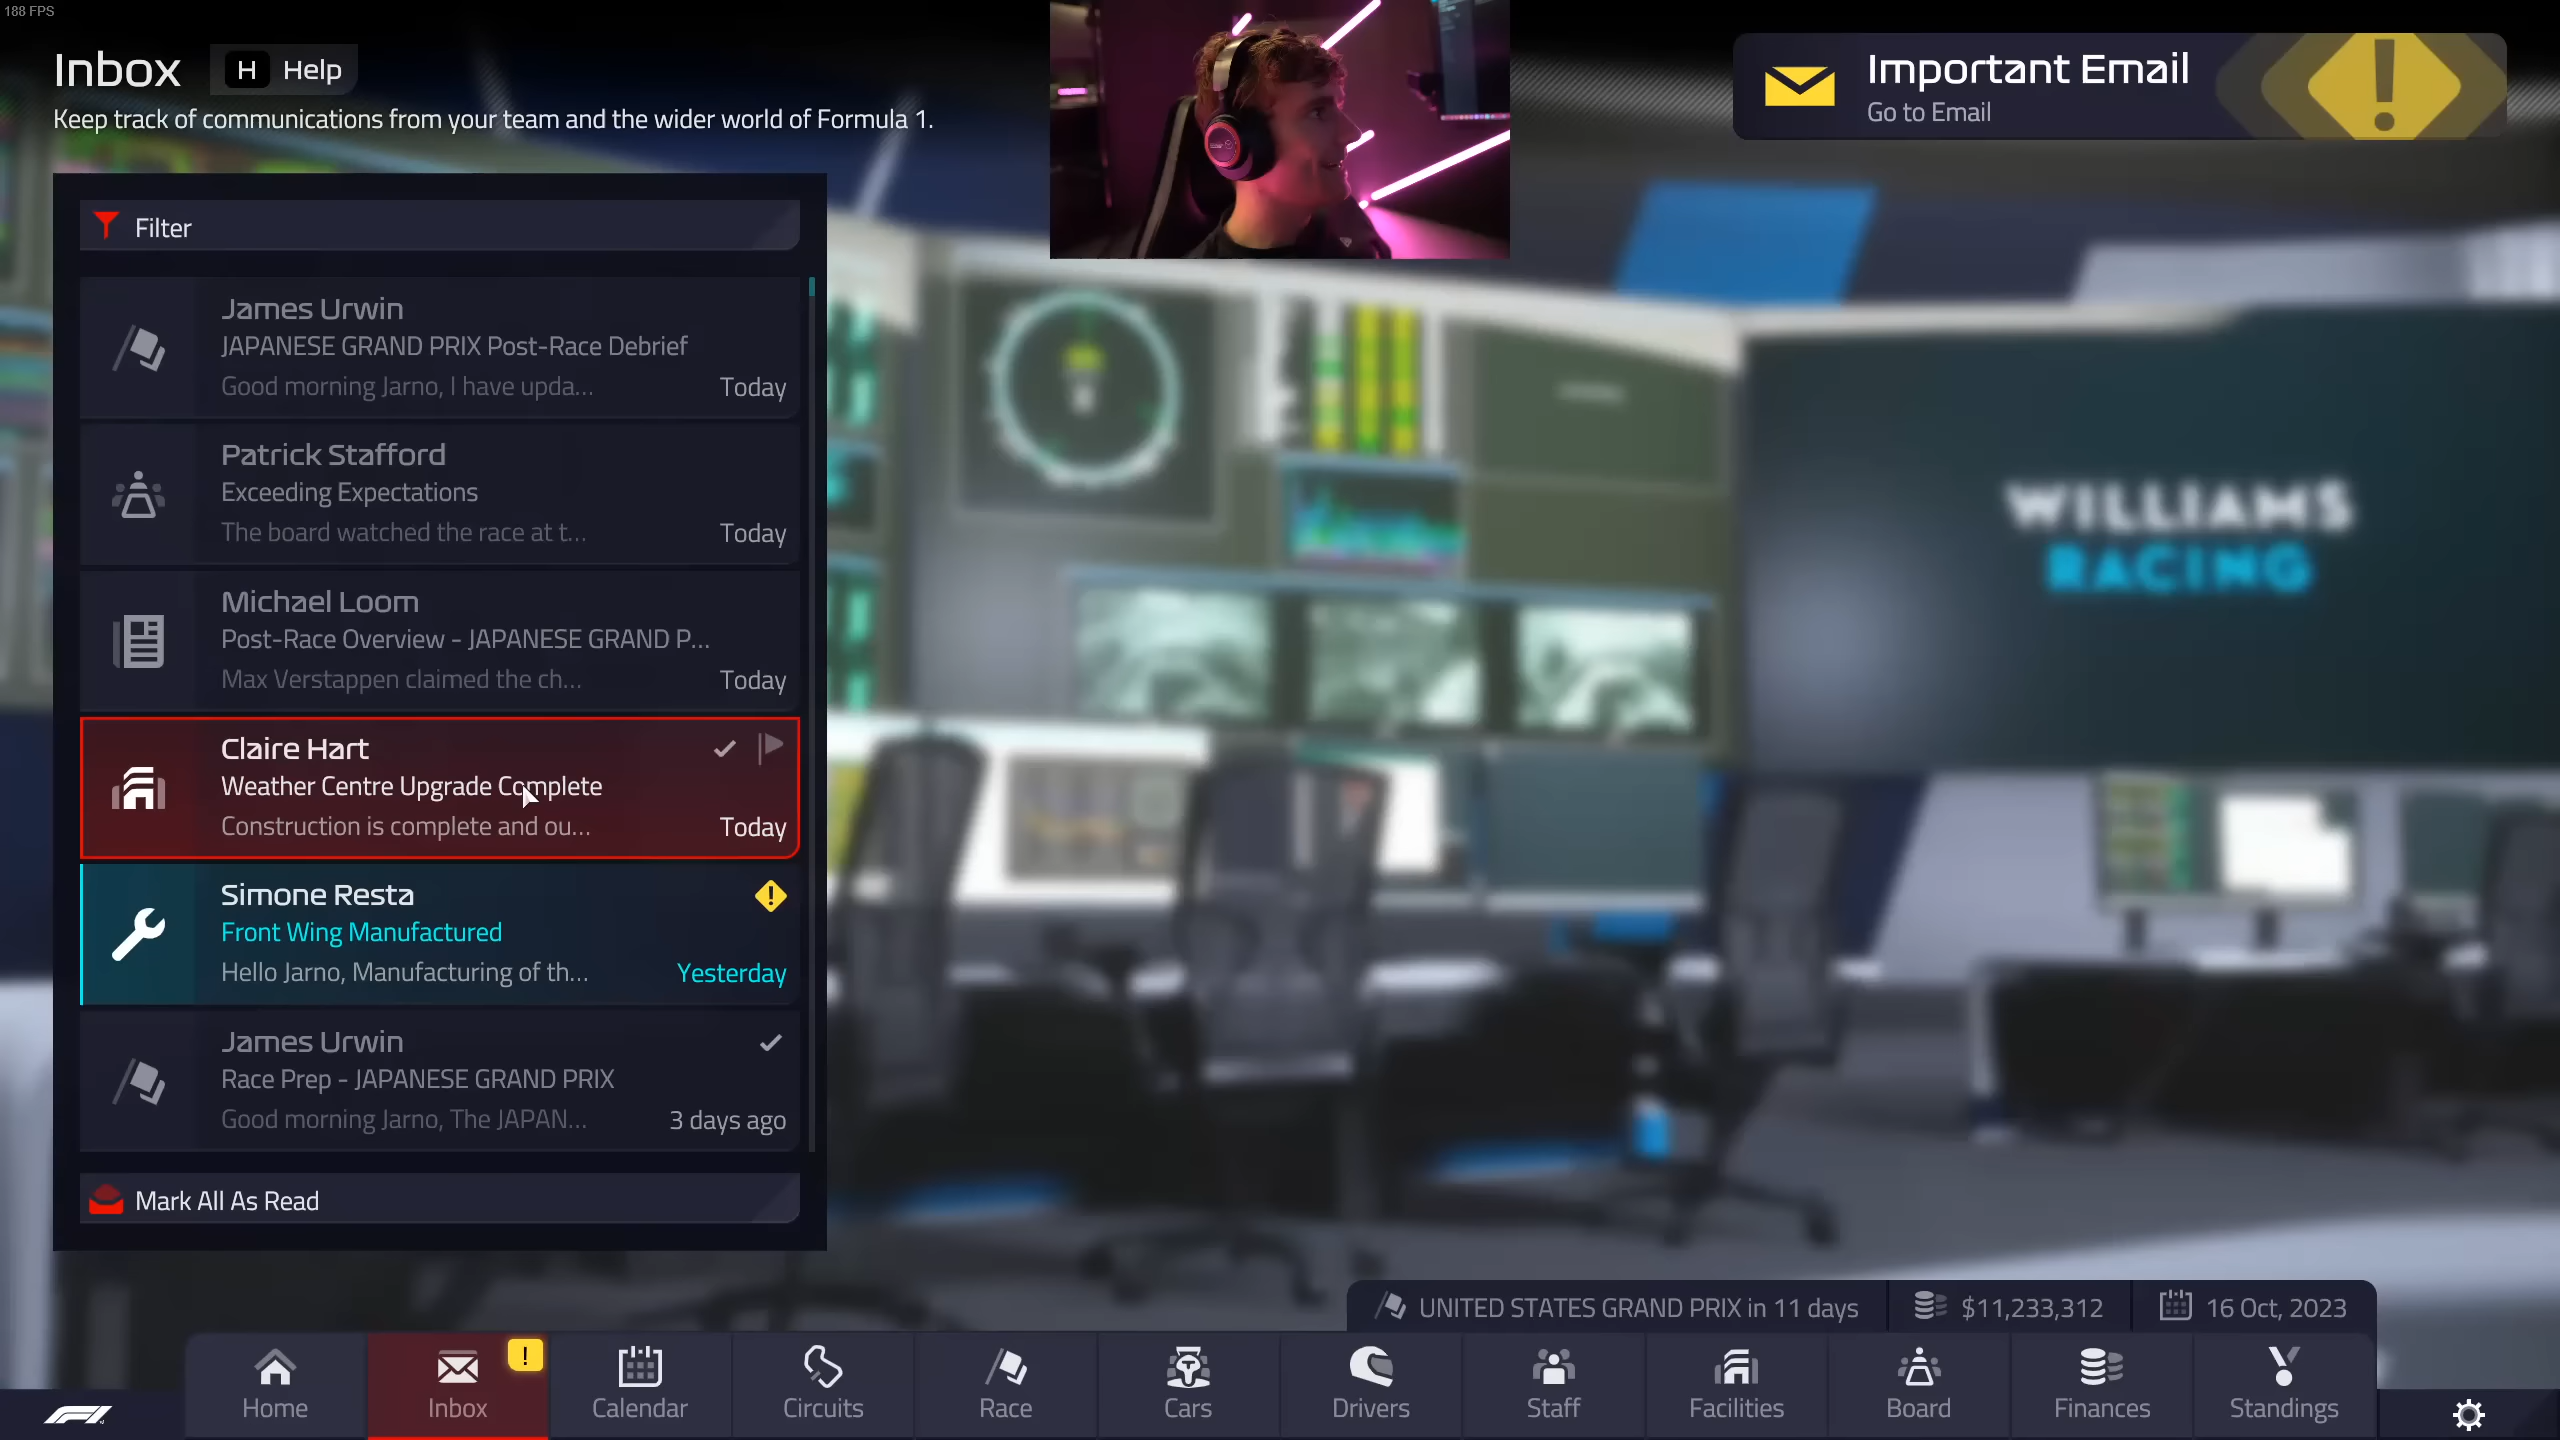 188 FPS
Inbox
H Help
Keep track of communications from your team and the wider world of Formula 1.
Important Email
Go to Email
Filter
James Urwin
JAPANESE GRAND PRIX Post-Race Debrief
Good morning Jarno, I have upda...
Today
Patrick Stafford
Exceeding Expectations
The board watched the race at t...
Today
Michael Loom
Post-Race Overview - JAPANESE GRAND P...
Max Verstappen claimed the ch...
Today
Claire Hart
Weather Centre Upgrade Complete
Construction is complete and ou...
Today
Simone Resta
Front Wing Manufactured
Hello Jarno, Manufacturing of th...
Yesterday
James Urwin
Race Prep - JAPANESE GRAND PRIX
Good morning Jarno, The JAPAN...
3 days ago
Mark All As Read
WILLIAMS
RACING
UNITED STATES GRAND PRIX in 11 days
$11,233,312
16 Oct, 2023
Home
Inbox
Calendar
Circuits
Race
Cars
Drivers
Staff
Facilities
Board
Finances
Standings